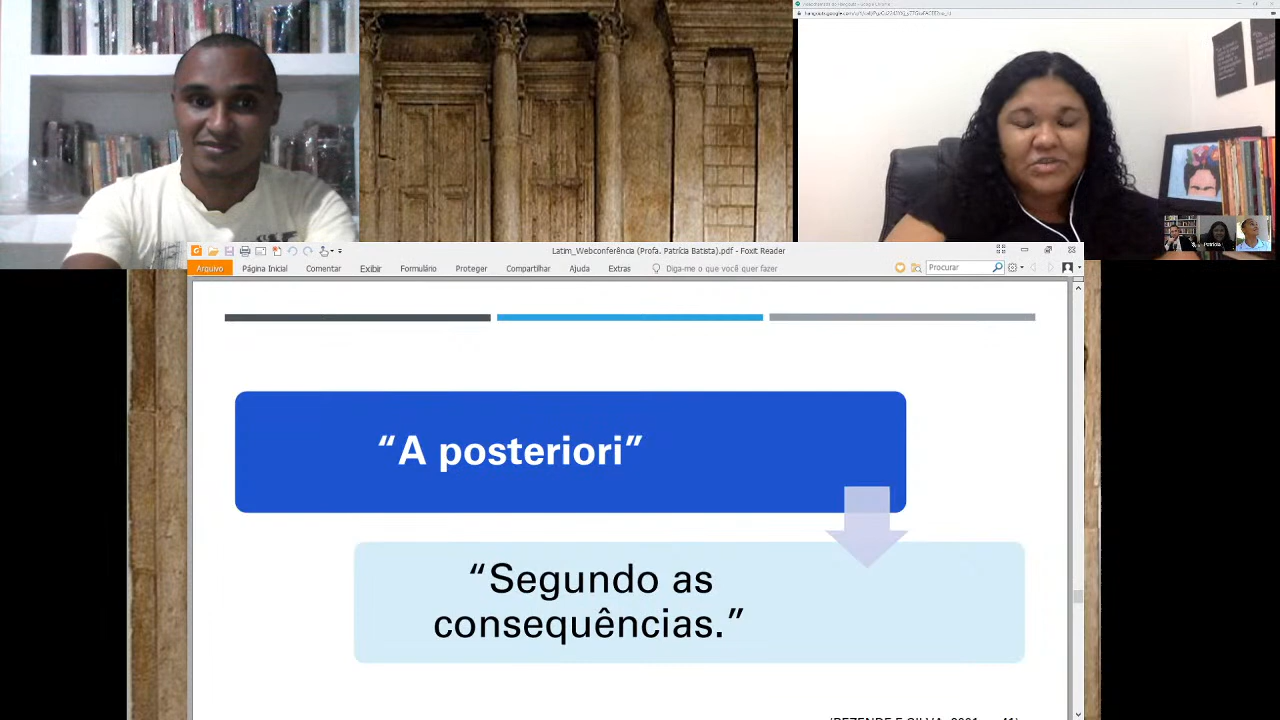 Latim_Webconferência (Profa. Patrícia Batista).pdf - Foxit Reader
Arquivo
Página Inicial
Comentar
Exibir
Formulário
Proteger
Compartilhar
Ajuda
Extras
Diga-me o que você quer fazer
Procurar
“A posteriori”
“Segundo as
consequências.”